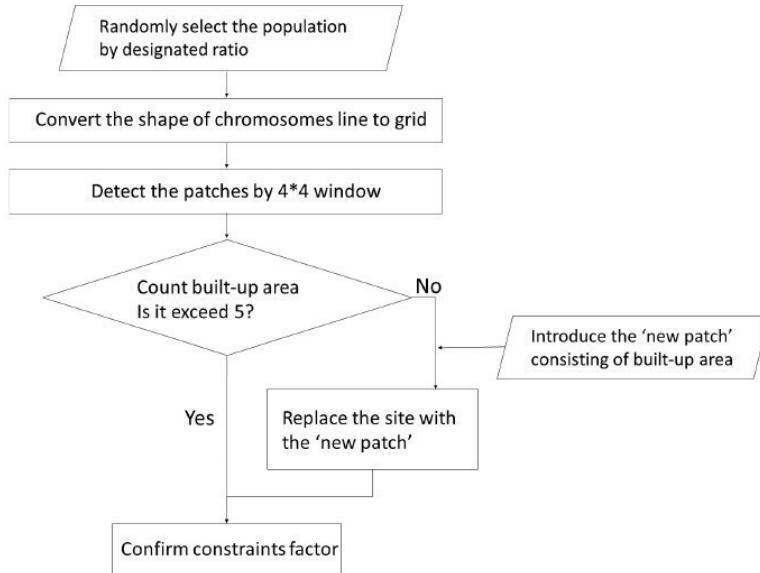 Randomly select the population
by designated ratio
Convert the shape of chromosomes line to grid
Detect the patches by 4*4 window
Count built-up area
Is it exceed 5?
No
Introduce the ‘new patch’
consisting of built-up area
Yes
Replace the site with
the ‘new patch’
Confirm constraints factor